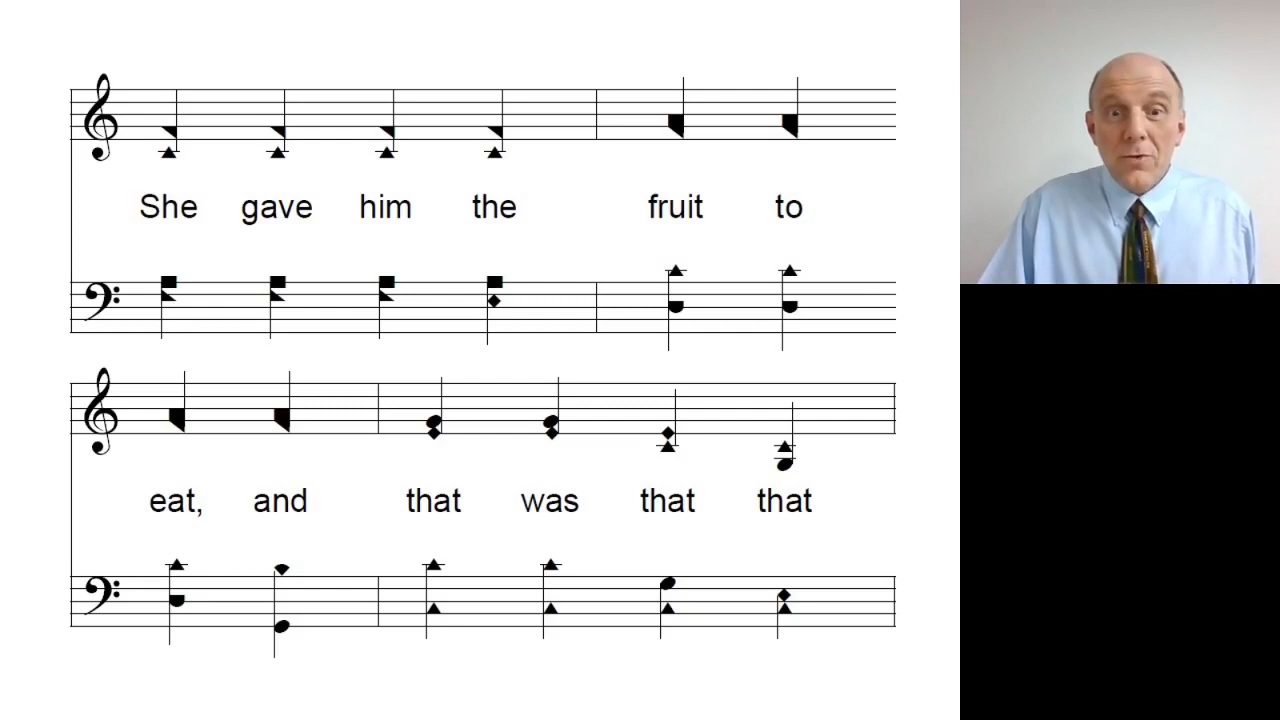 She gave him the fruit to
eat, and that was that that